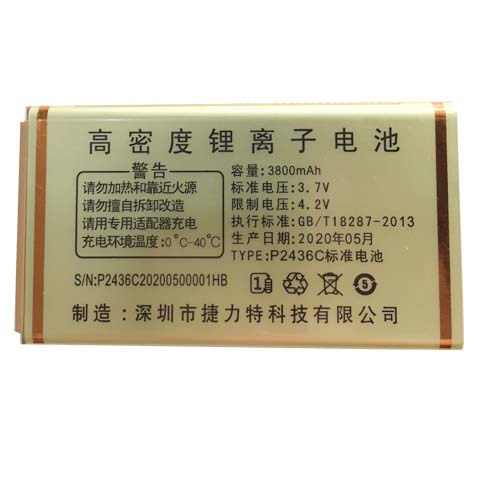 高密度锂离子电池
警告
请勿加热和靠近火源
请勿擅自拆卸改造
请用专用适配器充电
充电环境温度:0°C-40°C
容量:3800mAh
标准电压:3.7V
限制电压:4.2V
执行标准:GB/T18287-2013
生产日期:2020年05月
TYPE:P2436C标准电池
S/N:P2436C20200500001HB
1
5
制造:深圳市捷力特科技有限公司